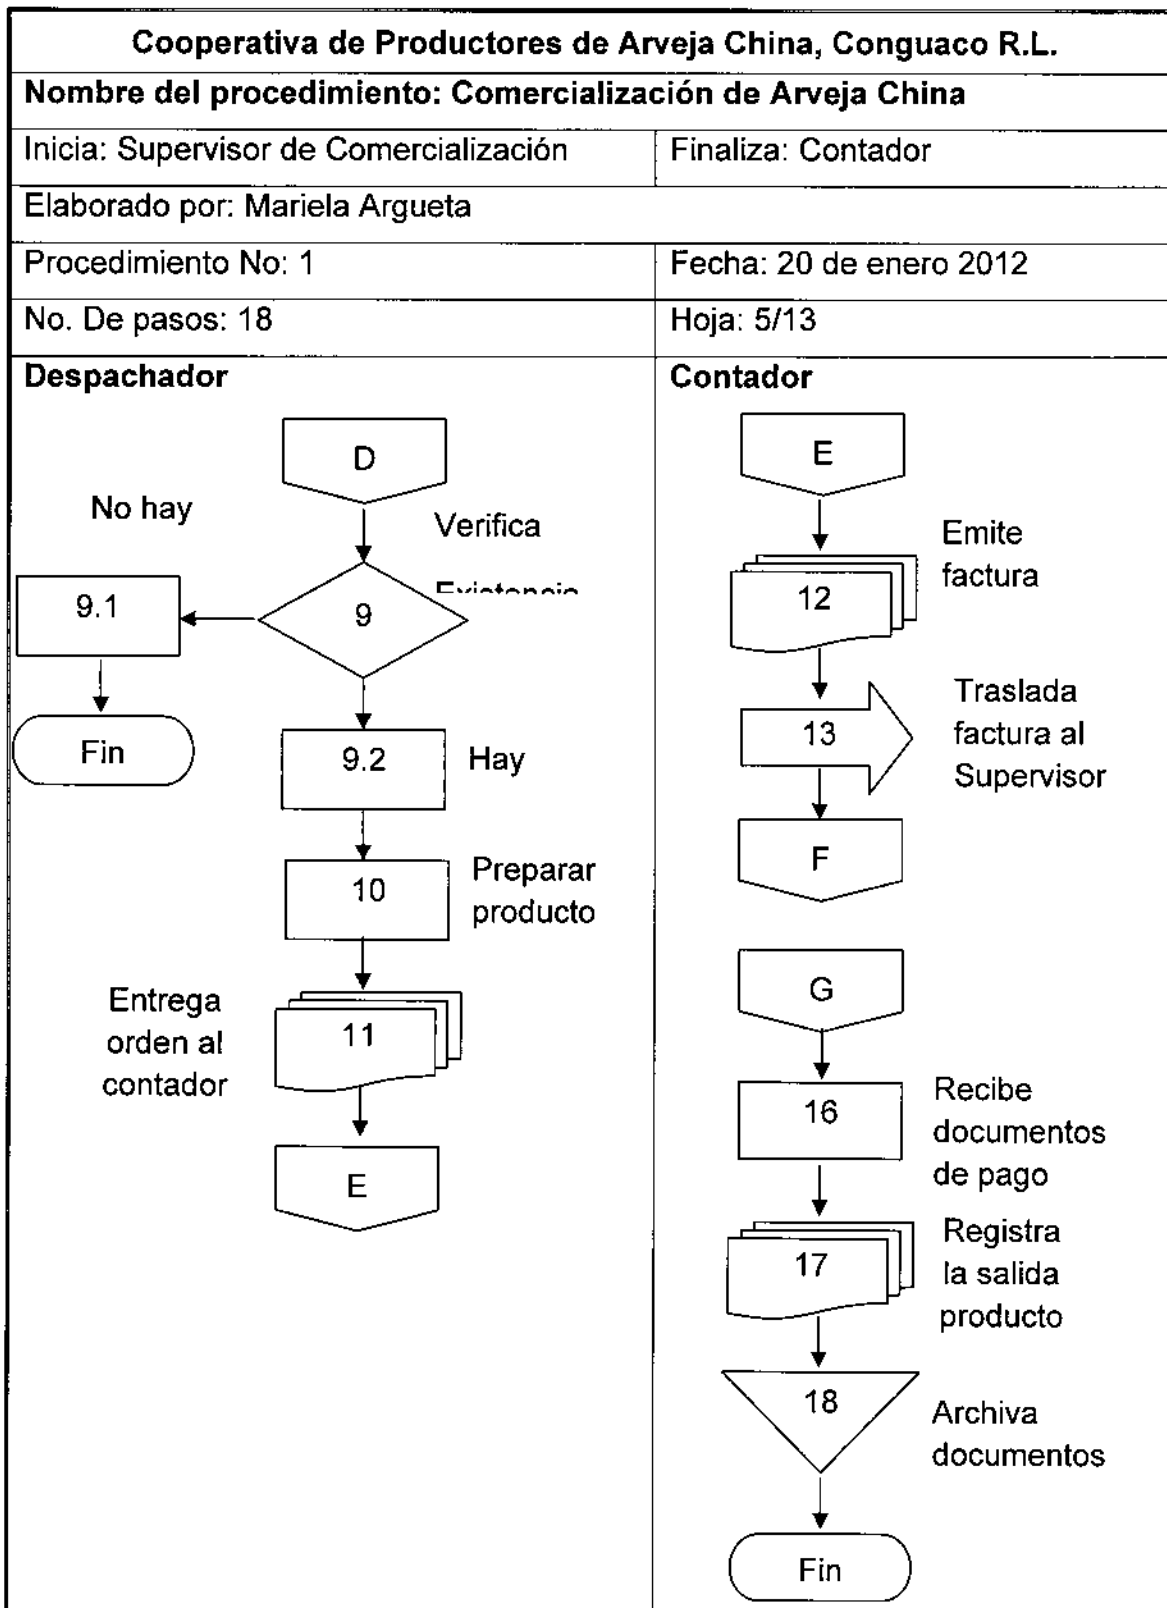 Cooperativa de Productores de Arveja China, Conguaco R.L.
Nombre del procedimiento: Comercialización de Arveja China
Inicia: Supervisor de Comercialización
Finaliza: Contador
Elaborado por: Mariela Argueta
Procedimiento No: 1
Fecha: 20 de enero 2012
No. De pasos: 18
Hoja: 5/13
Despachador
D
No hay
Verifica
9.1
9
Fin
9.2
Hay
10
Preparar
producto
Entrega
orden al
contador
11
E
Contador
E
Emite
factura
12
13
Traslada
factura al
Supervisor
F
G
16
Recibe
documentos
de pago
17
Registra
la salida
producto
18
Archiva
documentos
Fin